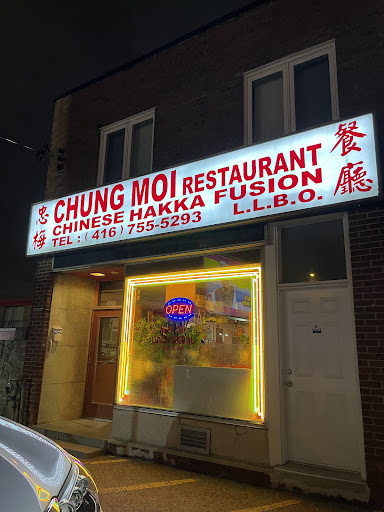 忠梅
CHUNG MOI RESTAURANT
CHINESE HAKKA FUSION
TEL : ( 416 ) 755-5293 L.L.B.O.
餐廳
OPEN